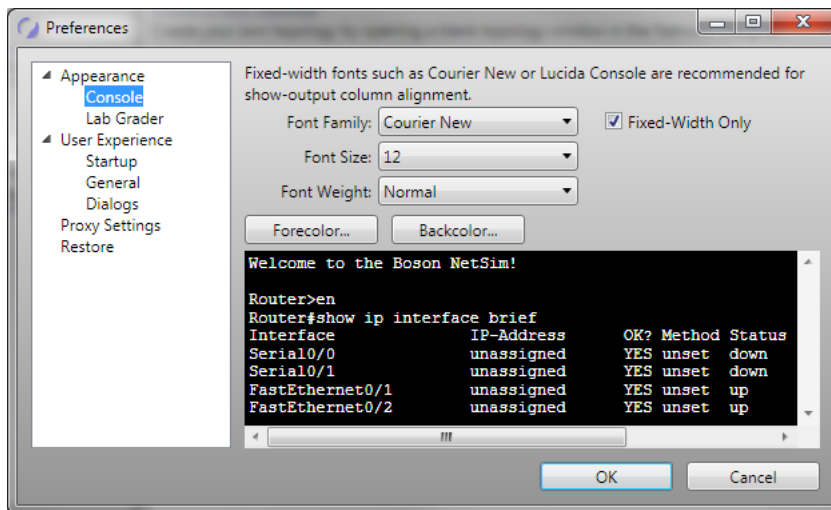 Preferences
Appearance
Console
Lab Grader
User Experience
Startup
General
Dialogs
Proxy Settings
Restore
Fixed-width fonts such as Courier New or Lucida Console are recommended for
show-output column alignment.
Font Family: Courier New Fixed-Width Only
Font Size: 12
Font Weight: Normal
Forecolor... Backcolor...
Welcome to the Boson NetSim!
Router>en
Router#show ip interface brief
Interface IP-Address OK? Method Status
Serial0/0 unassigned YES unset down
Serial0/1 unassigned YES unset down
FastEthernet0/1 unassigned YES unset up
FastEthernet0/2 unassigned YES unset up
OK Cancel